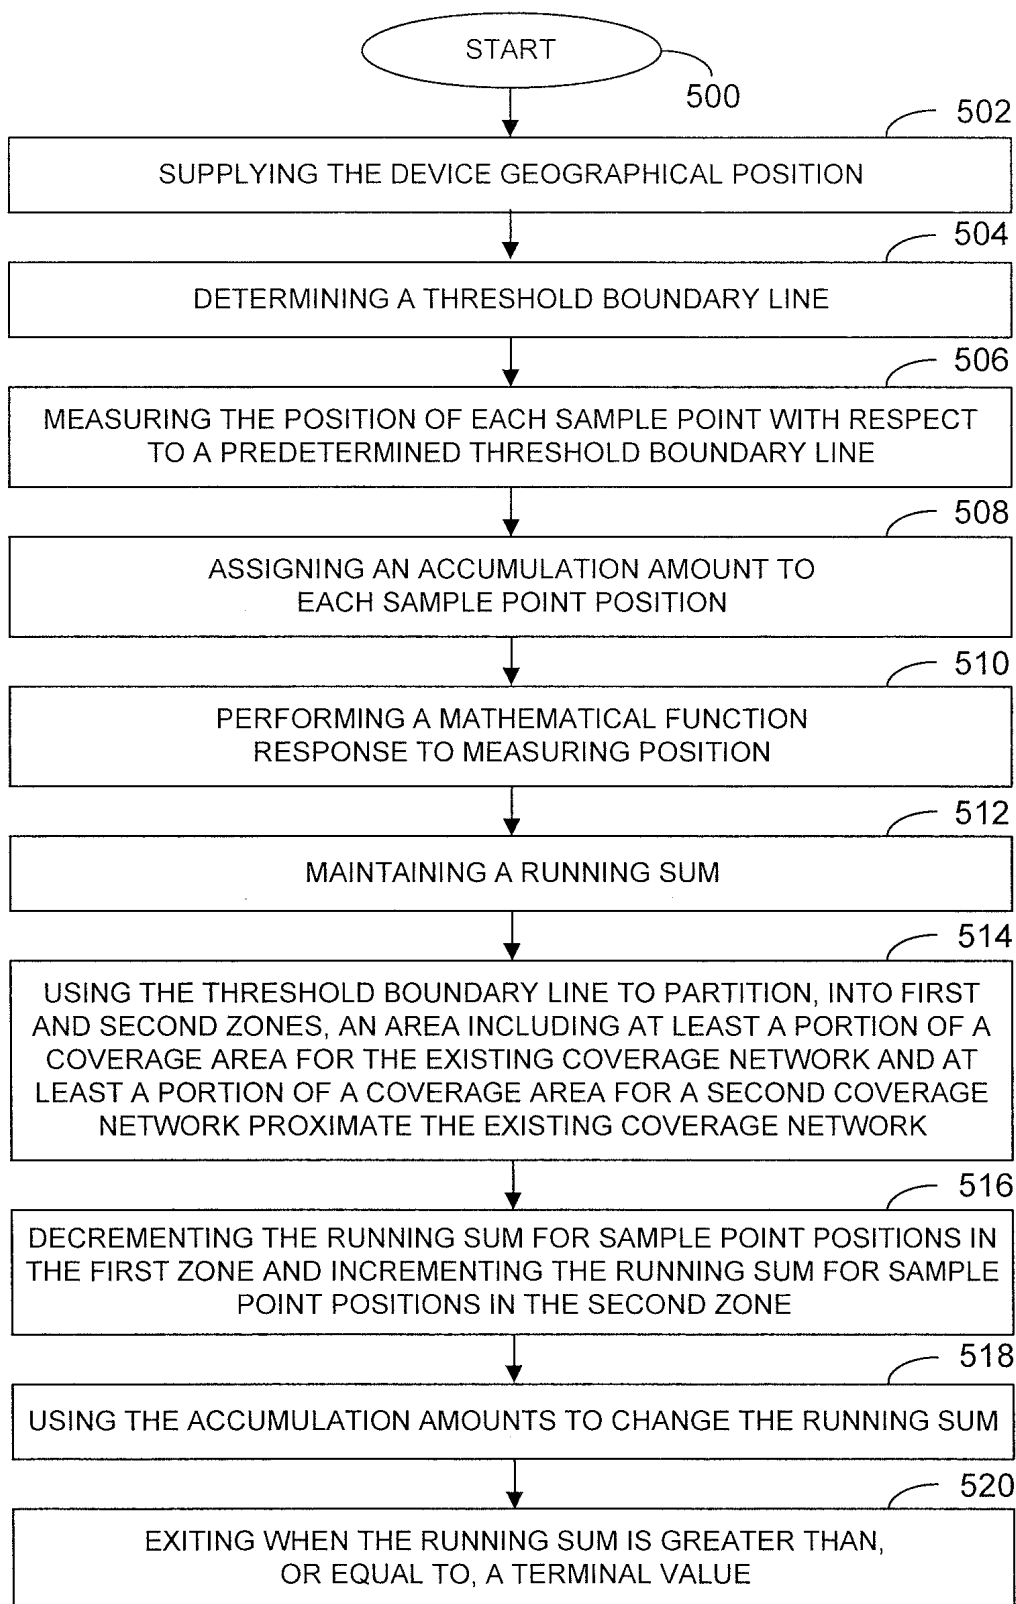 START
500
502
SUPPLYING THE DEVICE GEOGRAPHICAL POSITION
504
DETERMINING A THRESHOLD BOUNDARY LINE
506
MEASURING THE POSITION OF EACH SAMPLE POINT WITH RESPECT
TO A PREDETERMINED THRESHOLD BOUNDARY LINE
508
ASSIGNING AN ACCUMULATION AMOUNT TO
EACH SAMPLE POINT POSITION
510
PERFORMING A MATHEMATICAL FUNCTION
RESPONSE TO MEASURING POSITION
512
MAINTAINING A RUNNING SUM
514
USING THE THRESHOLD BOUNDARY LINE TO PARTITION, INTO FIRST
AND SECOND ZONES, AN AREA INCLUDING AT LEAST A PORTION OF A
COVERAGE AREA FOR THE EXISTING COVERAGE NETWORK AND AT
LEAST A PORTION OF A COVERAGE AREA FOR A SECOND COVERAGE
NETWORK PROXIMATE THE EXISTING COVERAGE NETWORK
516
DECREMENTING THE RUNNING SUM FOR SAMPLE POINT POSITIONS IN
THE FIRST ZONE AND INCREMENTING THE RUNNING SUM FOR SAMPLE
POINT POSITIONS IN THE SECOND ZONE
518
USING THE ACCUMULATION AMOUNTS TO CHANGE THE RUNNING SUM
520
EXITING WHEN THE RUNNING SUM IS GREATER THAN,
OR EQUAL TO, A TERMINAL VALUE